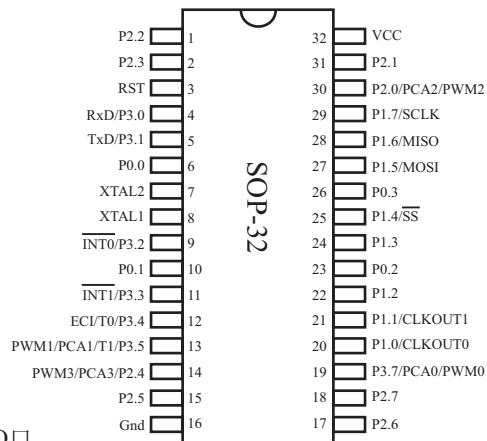 P2.2 1 32 VCC
P2.3 2 31 P2.1
RST 3 30 P2.0/PCA2/PWM2
RxD/P3.0 4 29 P1.7/SCLK
TxD/P3.1 5 28 P1.6/MISO
P0.0 6 27 P1.5/MOSI
XTAL2 7 26 P0.3
XTAL1 8 25 P1.4/SS
INT0/P3.2 9 24 P1.3
P0.1 10 23 P0.2
INT1/P3.3 11 22 P1.2
ECI/T0/P3.4 12 21 P1.1/CLKOUT1
PWM1/PCA1/T1/P3.5 13 20 P1.0/CLKOUT0
PWM3/PCA3/P2.4 14 19 P3.7/PCA0/PWM0
P2.5 15 18 P2.7
Gnd 16 17 P2.6
SOP-32